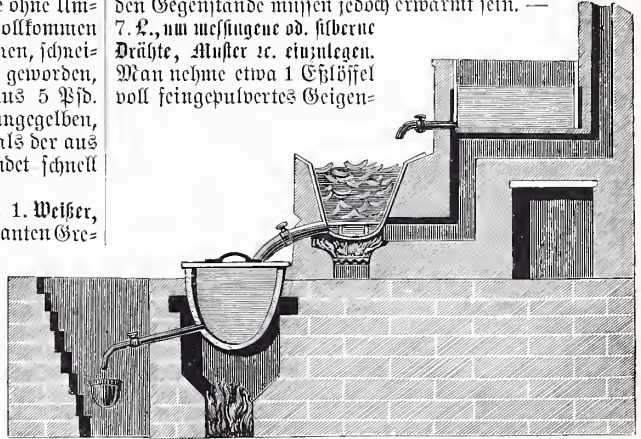 e ohne Um=
ollkommen
nen, schnei=
geworden,
us 5 Pfd.
ungegelben,
als der aus
ndet schnell
1. Weißer,
anten Gre=
den Gegenstände müssen jedoch erwärmt sein. —
7. L., um messingene od. silberne
Drähte, Muster ꝛc. einzulegen.
Man nehme etwa 1 Eßlöffel
voll feingepulvertes Geigen=